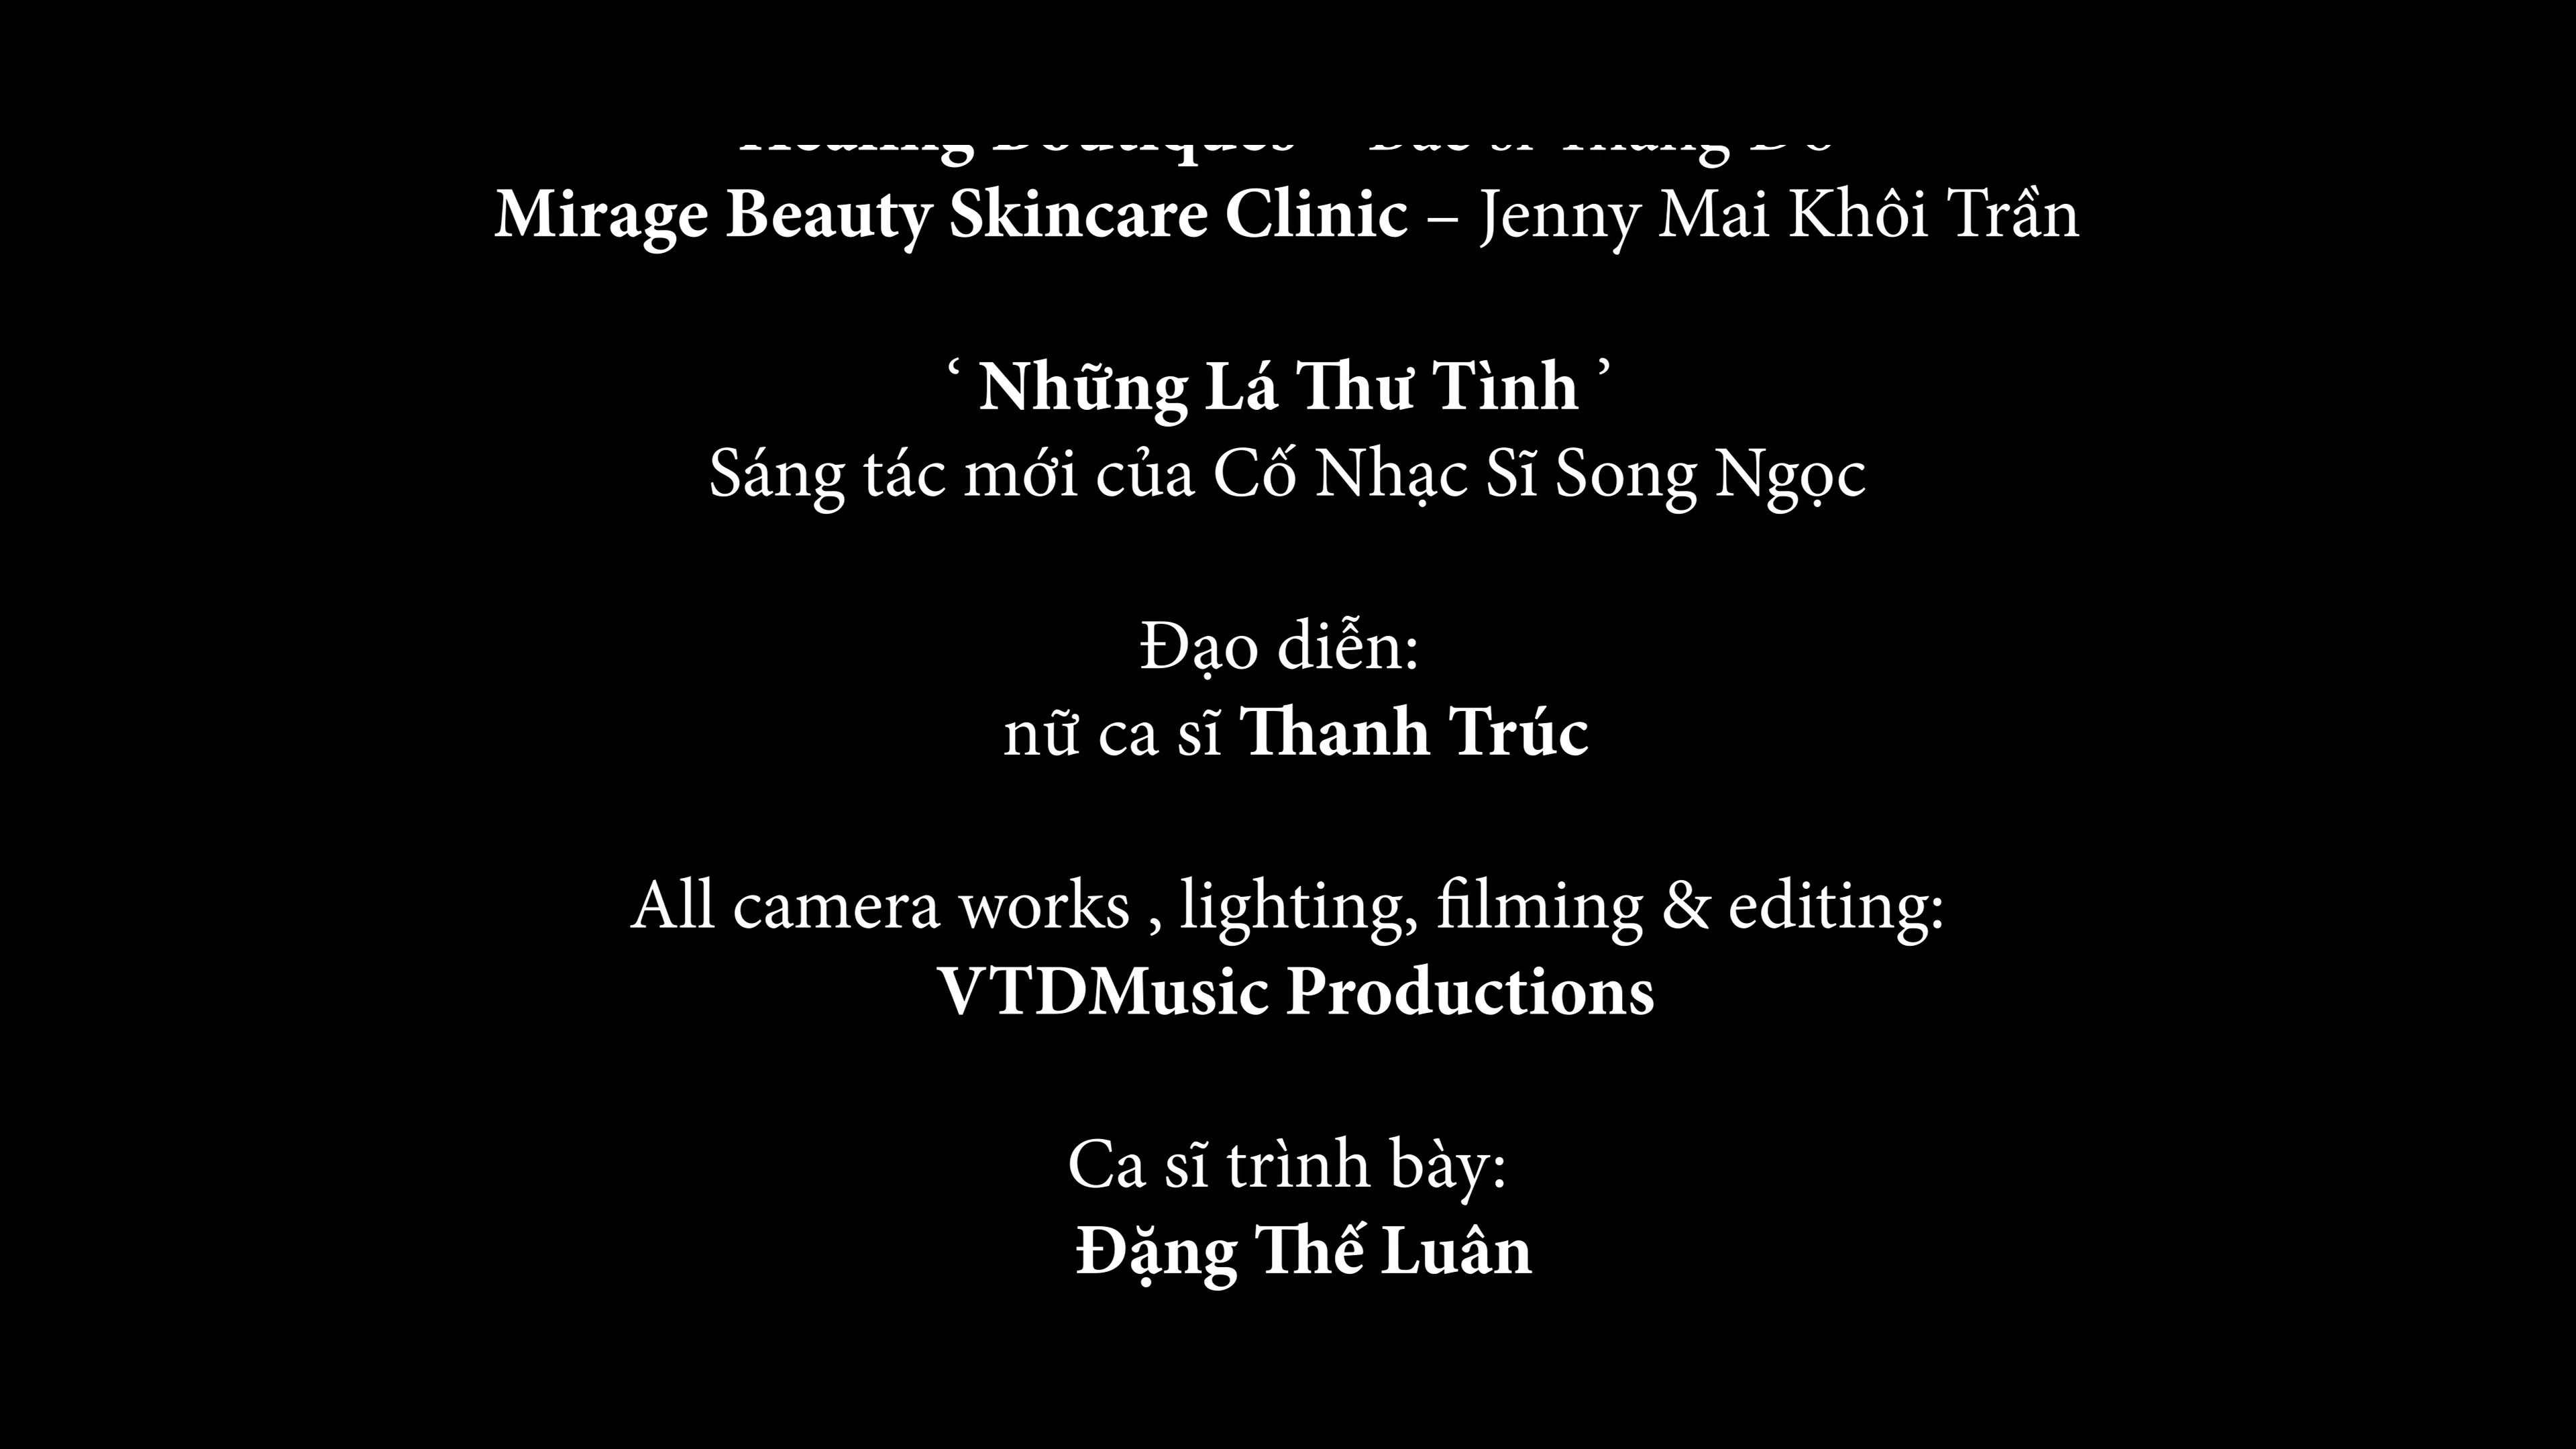 Mirage Beauty Skincare Clinic – Jenny Mai Khôi Trần
‘ Những Lá Thư Tình ’
Sáng tác mới của Cố Nhạc Sĩ Song Ngọc
Đạo diễn:
nữ ca sĩ Thanh Trúc
All camera works , lighting, filming & editing:
VTDMusic Productions
Ca sĩ trình bày:
Đặng Thế Luân